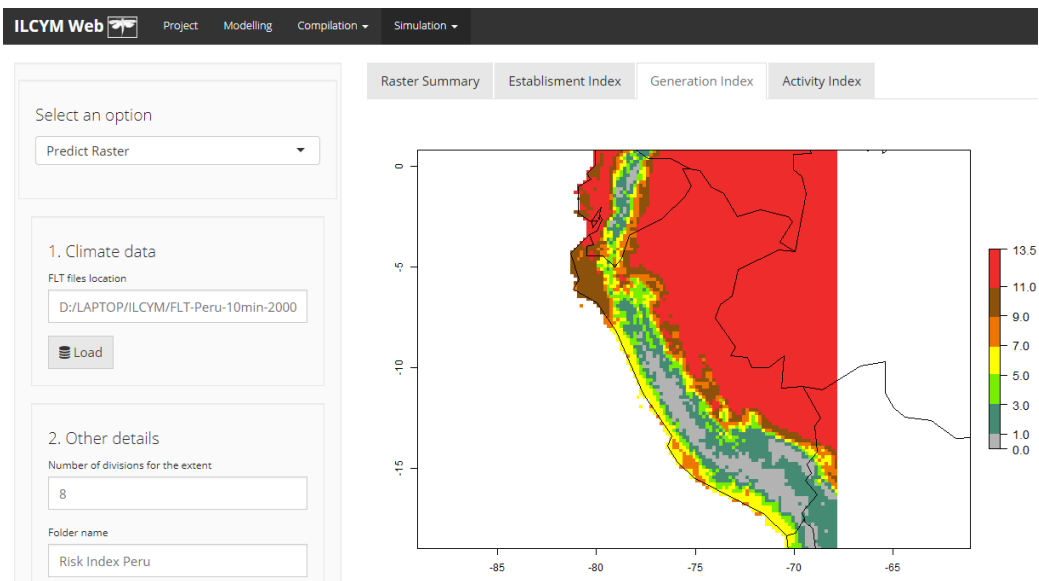 ILCYM Web Project Modelling Compilation Simulation
Raster Summary Establisment Index Generation Index Activity Index
Select an option
Predict Raster
1. Climate data
FLT files location
D:/LAPTOP/ILCYM/FLT-Peru-10min-2000
Load
2. Other details
Number of divisions for the extent
8
Folder name
Risk Index Peru
0
-5
-10
-15
-85 -80 -75 -70 -65
13.5
11.0
9.0
7.0
5.0
3.0
1.0
0.0